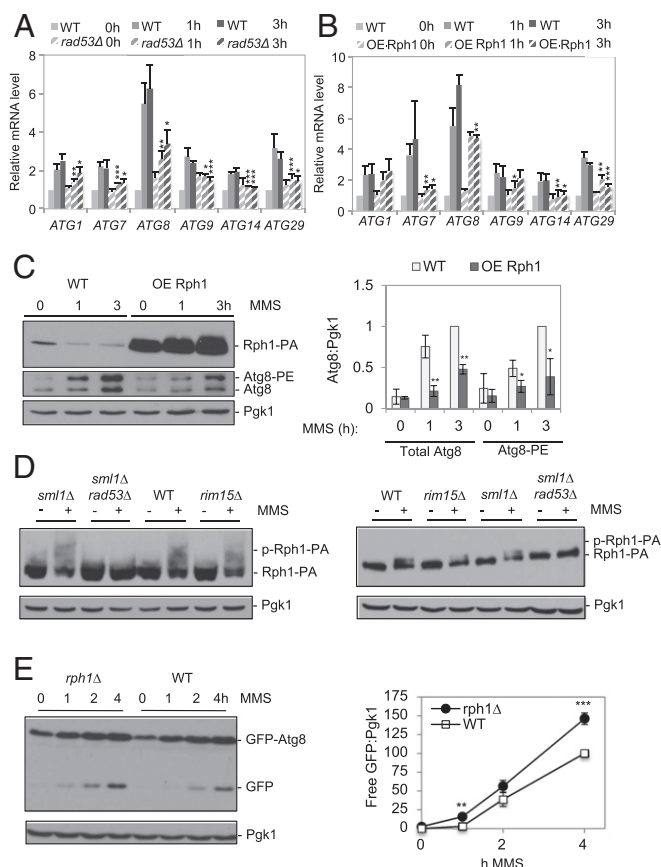 A
WT 0h WT 1h WT 3h
rad53Δ 0h rad53Δ 1h rad53Δ 3h
Relative mRNA level
8
6
4
2
0
** * *** * ** * * *** *** *** *
ATG1 ATG7 ATG8 ATG9 ATG14 ATG29
B
WT 0h WT 1h WT 3h
OE Rph1 0h OE Rph1 1h OE Rph1 3h
Relative mRNA level
10
8
6
4
2
0
ATG1 ATG7 ATG8 ATG9 ATG14 ATG29
C
WT OE Rph1
0 1 3 0 1 3h MMS
Rph1-PA
Atg8-PE
Atg8
Pgk1
WT OE Rph1
Atg8:Pgk1
1.5
1
0.5
0
** ** * *
MMS (h): 0 1 3 0 1 3
Total Atg8 Atg8-PE
D
sml1Δ sml1Δ rad53Δ WT rim15Δ
- + - + - + - + MMS
p-Rph1-PA
Rph1-PA
Pgk1
WT rim15Δ sml1Δ sml1Δ rad53Δ
- + - + - + - + MMS
p-Rph1-PA
Rph1-PA
Pgk1
E
rph1Δ WT
0 1 2 4 0 1 2 4h MMS
GFP-Atg8
GFP
Pgk1
Free GFP:Pgk1
175
150
125
100
75
50
25
0
rph1Δ
WT
** ***
0 2 4
h MMS